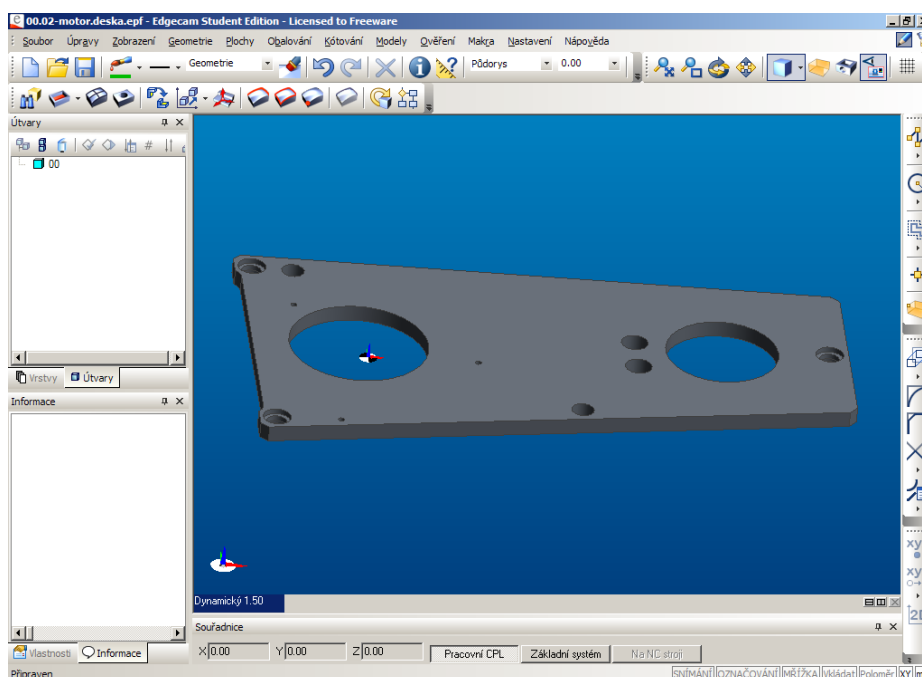 00.02-motor.deska.epf - Edgecam Student Edition - Licensed to Freeware
Soubor Úpravy Zobrazení Geometrie Plochy Obalování Kótování Modely Ověření Makra Nastavení Nápověda
Geometrie Půdorys 0.00
Útvary
00
Vrstvy Útvary
Informace
Dynamický 1.50
Souřadnice
X 0.00 Y 0.00 Z 0.00 Pracovní CPL Základní systém Na NC stroji
Vlastnosti Informace
Připraven SNÍMÁNÍ OZNAČOVÁNÍ MŘÍŽKA Vkládat Poloměr XY
xy
xy